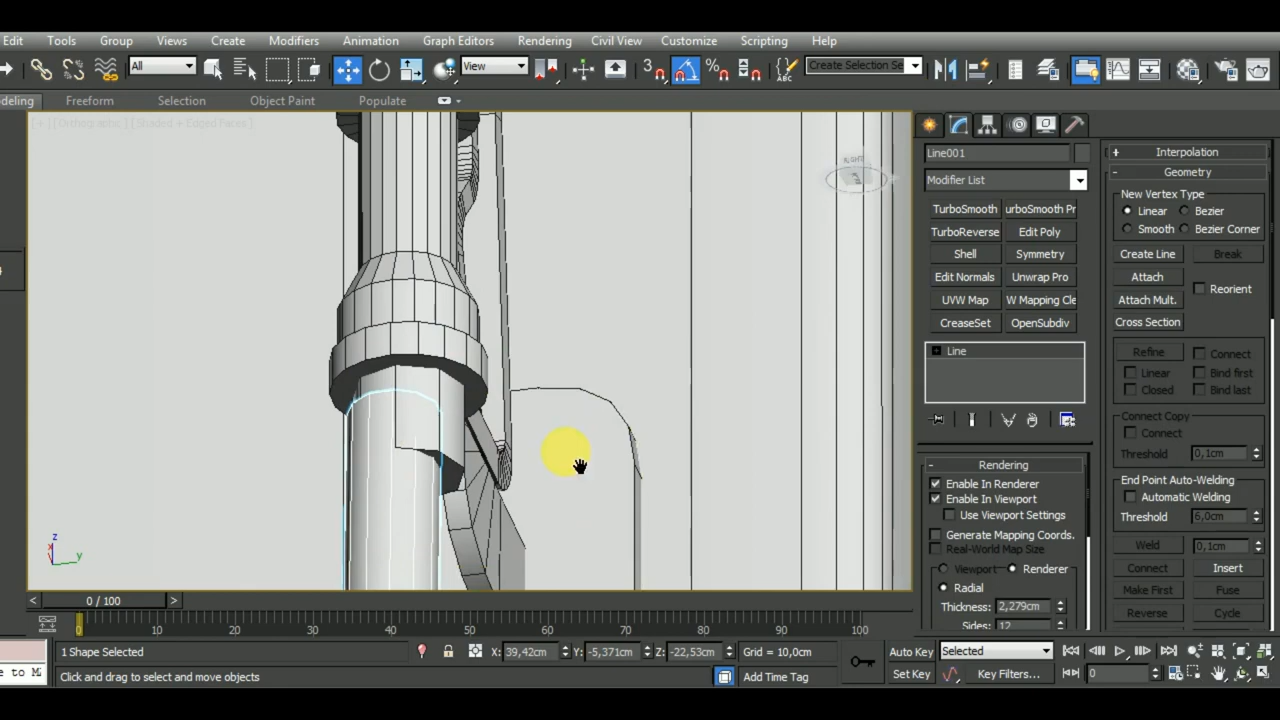 Edit Tools Group Views Create Modifiers Animation Graph Editors Rendering Civil View Customize Scripting Help
All View 3 % ABC Create Selection Se
deling Freeform Selection Object Paint Populate
[+][Orthographic][Shaded + Edged Faces]
RIGHT
z
x y
Line001
Modifier List
TurboSmooth urboSmooth Pr
TurboReverse Edit Poly
Shell Symmetry
Edit Normals Unwrap Pro
UVW Map W Mapping Cle
CreaseSet OpenSubdiv
+ Line
- Rendering
Enable In Renderer
Enable In Viewport
Use Viewport Settings
Generate Mapping Coords.
Real-World Map Size
Viewport Renderer
Radial
Thickness: 2,279cm
Sides: 12
+ Interpolation
- Geometry
New Vertex Type
Linear Bezier
Smooth Bezier Corner
Create Line Break
Attach
Reorient
Attach Mult.
Cross Section
Refine Connect
Linear Bind first
Closed Bind last
Connect Copy
Connect
Threshold 0,1cm
End Point Auto-Welding
Automatic Welding
Threshold 6,0cm
Weld 0,1cm
Connect Insert
Make First Fuse
Reverse Cycle
< 0 / 100 >
0 10 20 30 40 50 60 70 80 90 100
1 Shape Selected X: 39,42cm Y: -5,371cm Z: -22,53cm Grid = 10,0cm Auto Key Selected
e to Mi Click and drag to select and move objects Add Time Tag Set Key Key Filters... 0